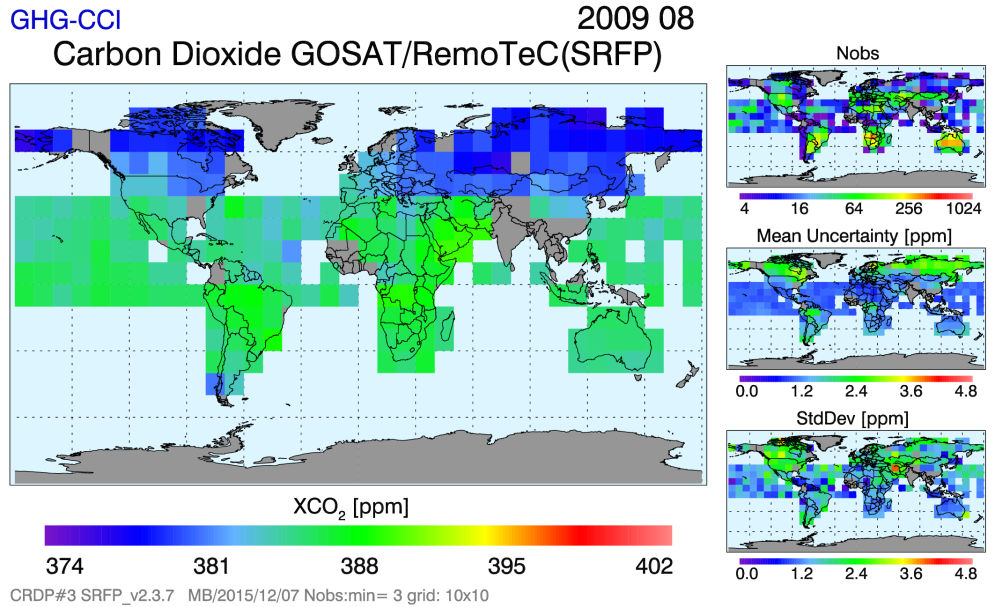 GHG-CCI
2009 08
Carbon Dioxide GOSAT/RemoTeC(SRFP)
XCO2 [ppm]
374 381 388 395 402
CRDP#3 SRFP_v2.3.7 MB/2015/12/07 Nobs:min= 3 grid: 10x10
Nobs
4 16 64 256 1024
Mean Uncertainty [ppm]
0.0 1.2 2.4 3.6 4.8
StdDev [ppm]
0.0 1.2 2.4 3.6 4.8